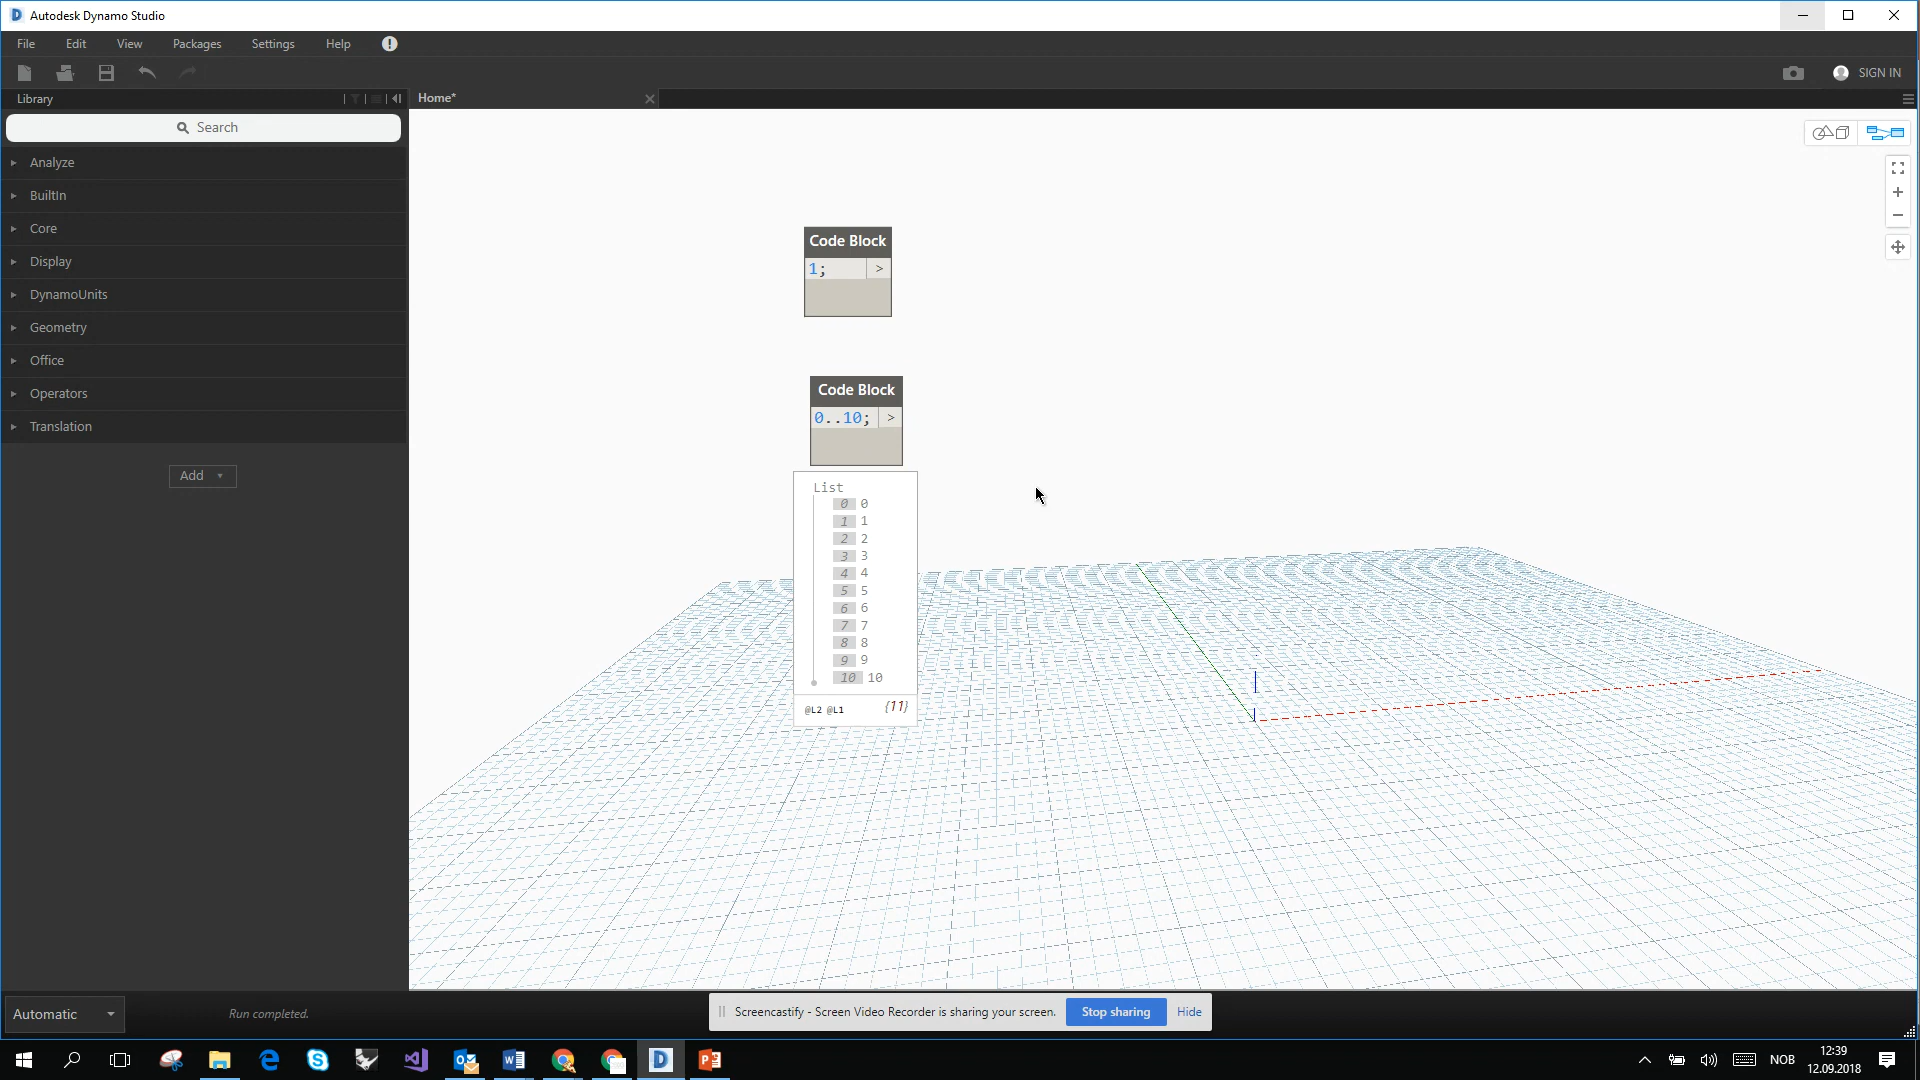 Autodesk Dynamo Studio
File Edit View Packages Settings Help
SIGN IN
Library
Home*
Search
Analyze
BuiltIn
Core
Display
DynamoUnits
Geometry
Office
Operators
Translation
Add
Code Block
1; >
Code Block
0..10; >
List
0 0
1 1
2 2
3 3
4 4
5 5
6 6
7 7
8 8
9 9
10 10
@L2 @L1 {11}
Automatic
Run completed.
Screencastify - Screen Video Recorder is sharing your screen. Stop sharing Hide
NOB
12:39
12.09.2018